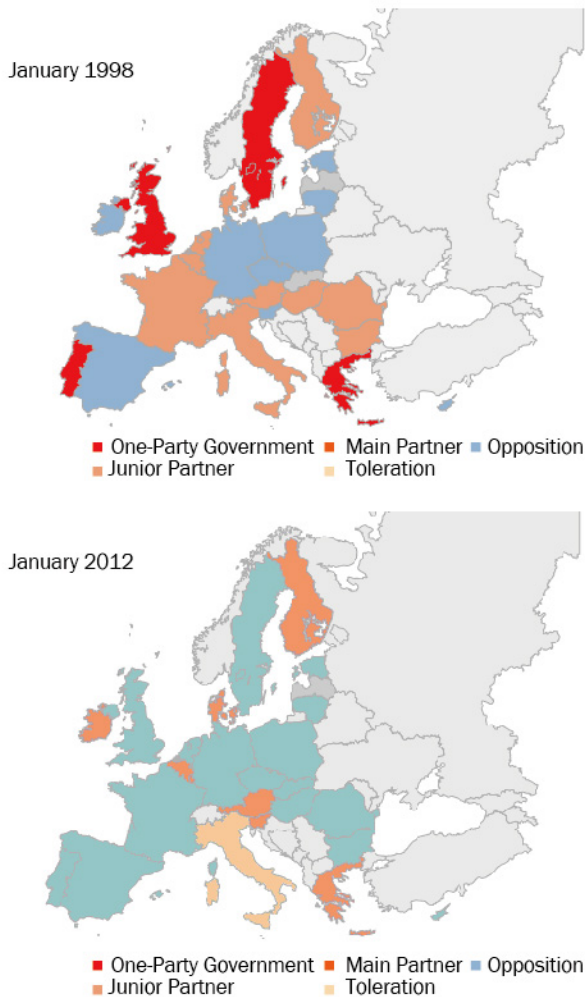 January 1998
One-Party Government Main Partner Opposition
Junior Partner Toleration
January 2012
One-Party Government Main Partner Opposition
Junior Partner Toleration